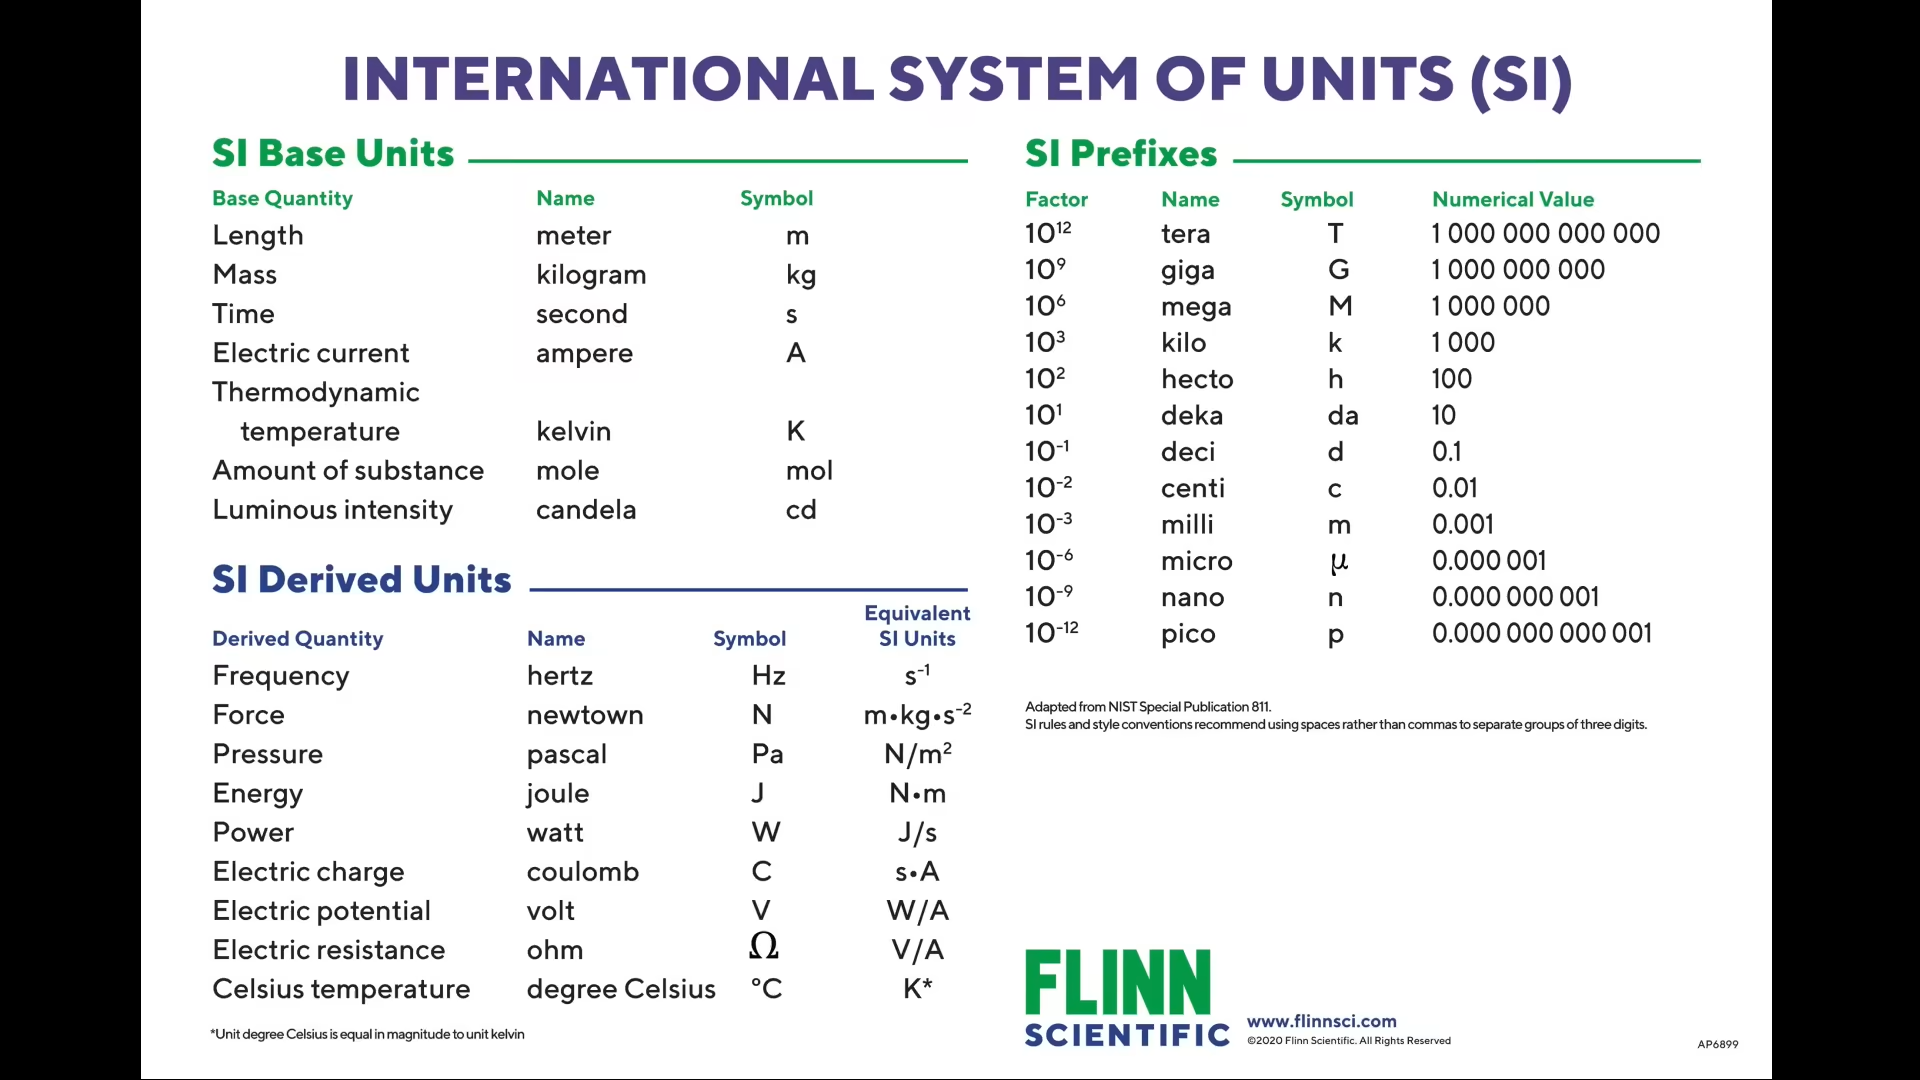 INTERNATIONAL SYSTEM OF UNITS (SI)
SI Base Units
Base Quantity Name Symbol
Length meter m
Mass kilogram kg
Time second s
Electric current ampere A
Thermodynamic
temperature kelvin K
Amount of substance mole mol
Luminous intensity candela cd
SI Derived Units
Derived Quantity Name Symbol Equivalent SI Units
Frequency hertz Hz s⁻¹
Force newtown N m•kg•s⁻²
Pressure pascal Pa N/m²
Energy joule J N•m
Power watt W J/s
Electric charge coulomb C s•A
Electric potential volt V W/A
Electric resistance ohm Ω V/A
Celsius temperature degree Celsius °C K*
*Unit degree Celsius is equal in magnitude to unit kelvin
SI Prefixes
Factor Name Symbol Numerical Value
10¹² tera T 1 000 000 000 000
10⁹ giga G 1 000 000 000
10⁶ mega M 1 000 000
10³ kilo k 1 000
10² hecto h 100
10¹ deka da 10
10⁻¹ deci d 0.1
10⁻² centi c 0.01
10⁻³ milli m 0.001
10⁻⁶ micro μ 0.000 001
10⁻⁹ nano n 0.000 000 001
10⁻¹² pico p 0.000 000 000 001
Adapted from NIST Special Publication 811.
SI rules and style conventions recommend using spaces rather than commas to separate groups of three digits.
FLINN
SCIENTIFIC
www.flinnsci.com
©2020 Flinn Scientific. All Rights Reserved
AP6899